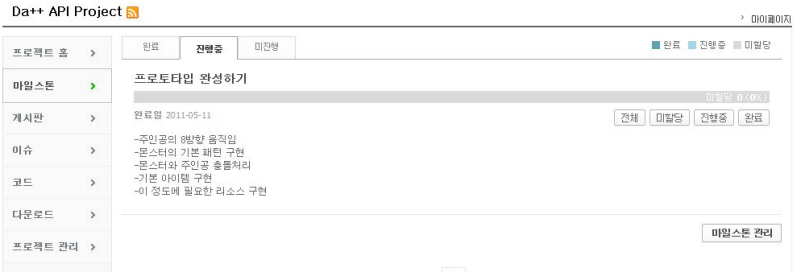 Da++ API Project
마이페이지
프로젝트 홈
마일스톤
게시판
이슈
코드
다운로드
프로젝트 관리
완료 진행중 미진행
완료 진행중 미할당
프로토타입 완성하기
미할당 0 (0%)
완료일 2011-05-11
전체 미할당 진행중 완료
-주인공의 8방향 움직임
-몬스터의 기본 패턴 구현
-몬스터와 주인공 충돌처리
-기본 아이템 구현
-이 정도에 필요한 리소스 구현
마일스톤 관리